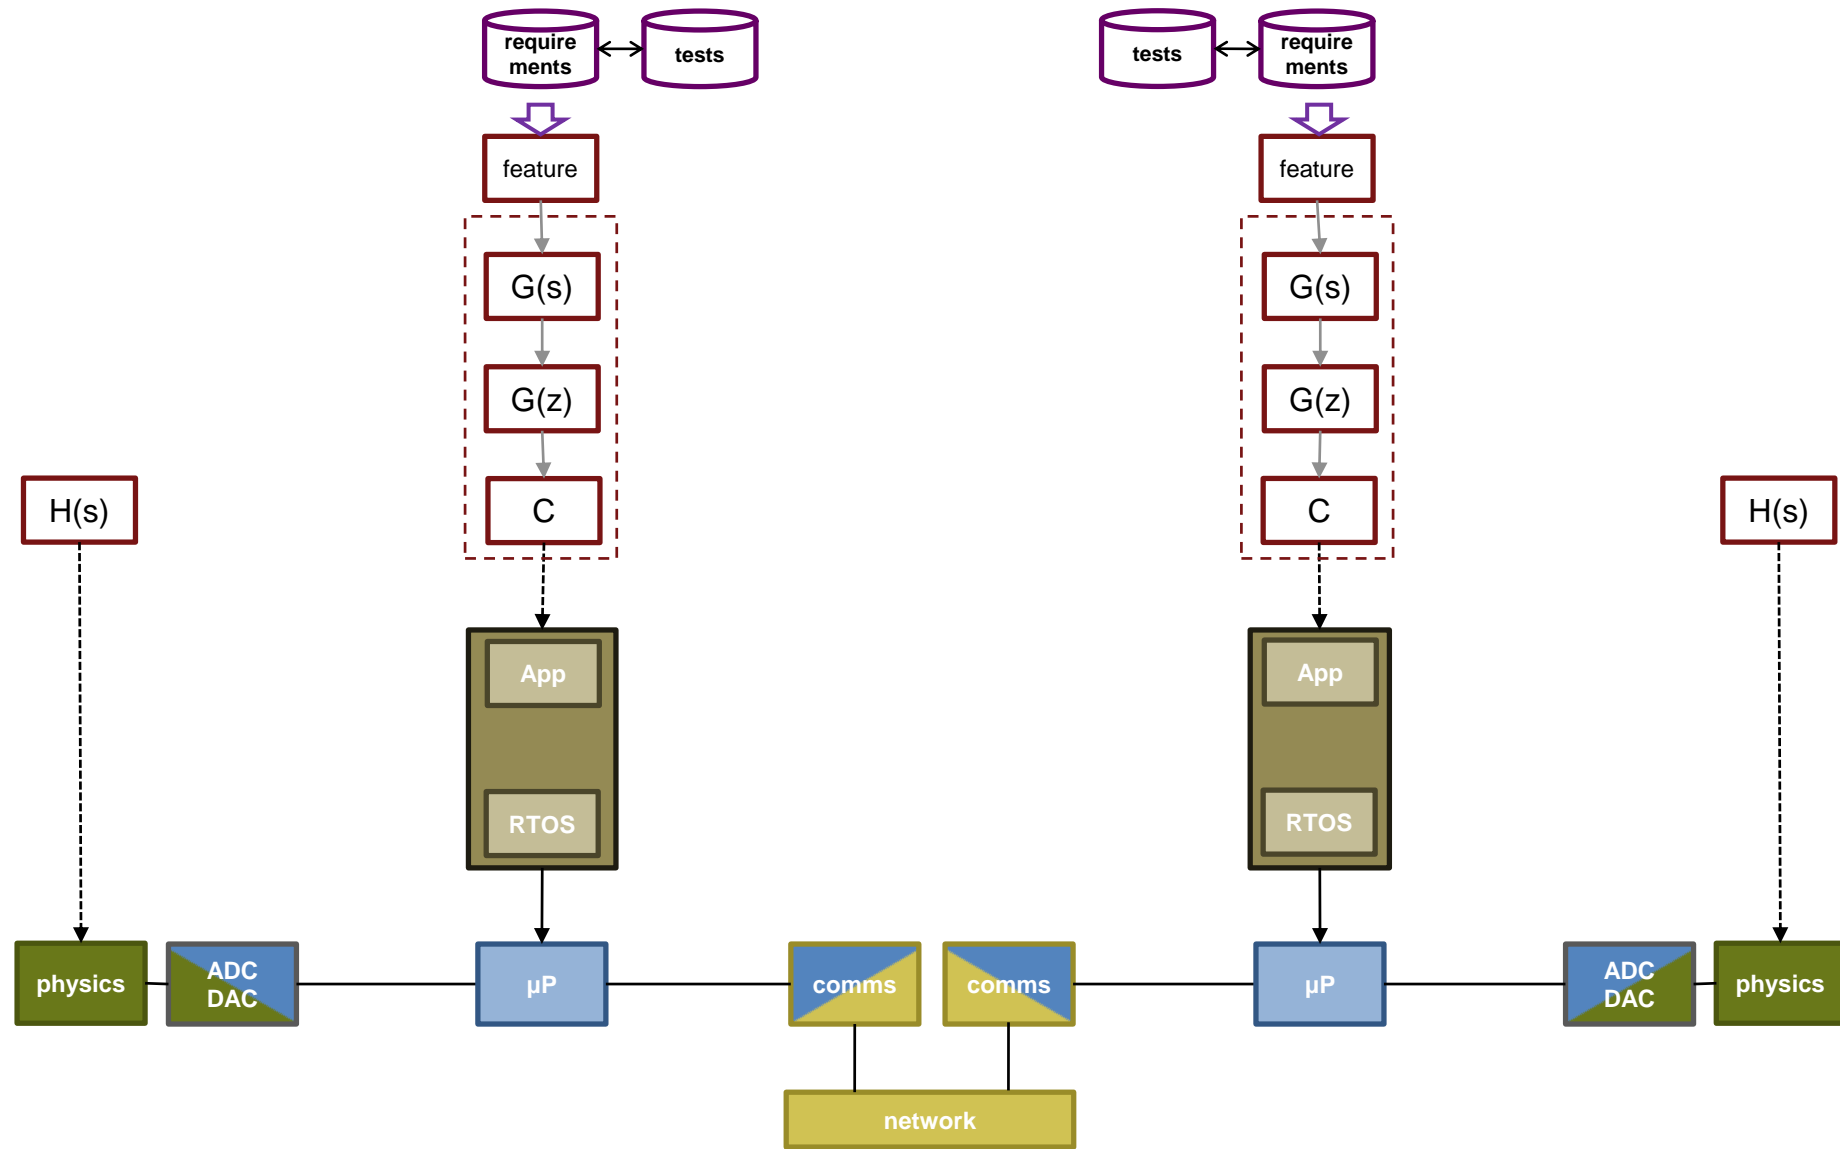 require
ments
tests
tests
require
ments
feature
feature
G(s)
G(s)
G(z)
G(z)
H(s)
C
C
H(s)
App
App
RTOS
RTOS
physics
ADC
DAC
µP
comms
comms
µP
ADC
DAC
physics
network